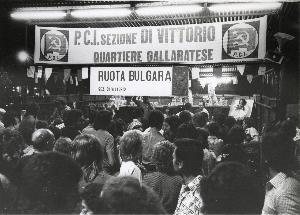 P.C.I. SEZIONE DI VITTORIO
QUARTIERE GALLARATESE
RUOTA BULGARA